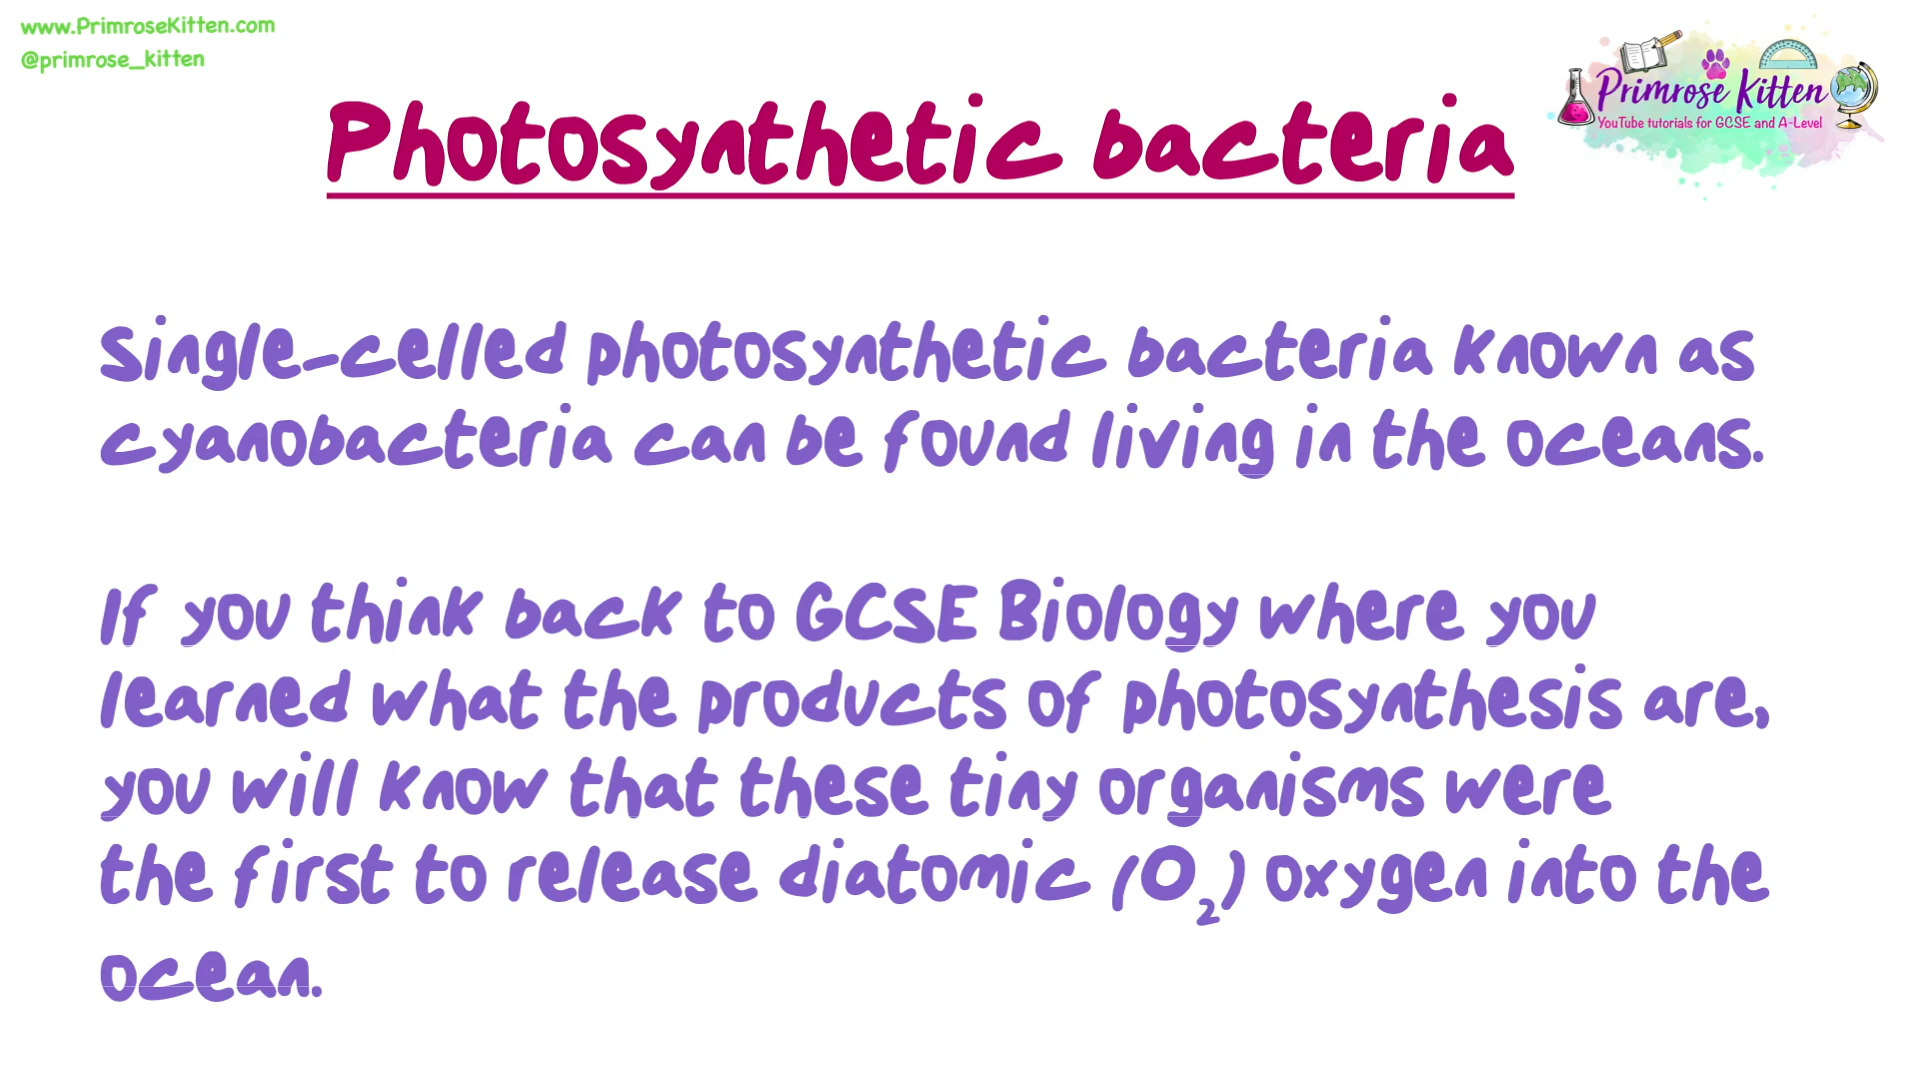 www.PrimroseKitten.com
@primrose_kitten
Primrose Kitten
YouTube tutorials for GCSE and A-Level
Photosynthetic bacteria
Single-celled photosynthetic bacteria known as
cyanobacteria can be found living in the oceans.
If you think back to GCSE Biology where you
learned what the products of photosynthesis are,
you will know that these tiny organisms were
the first to release diatomic (O₂) oxygen into the
ocean.